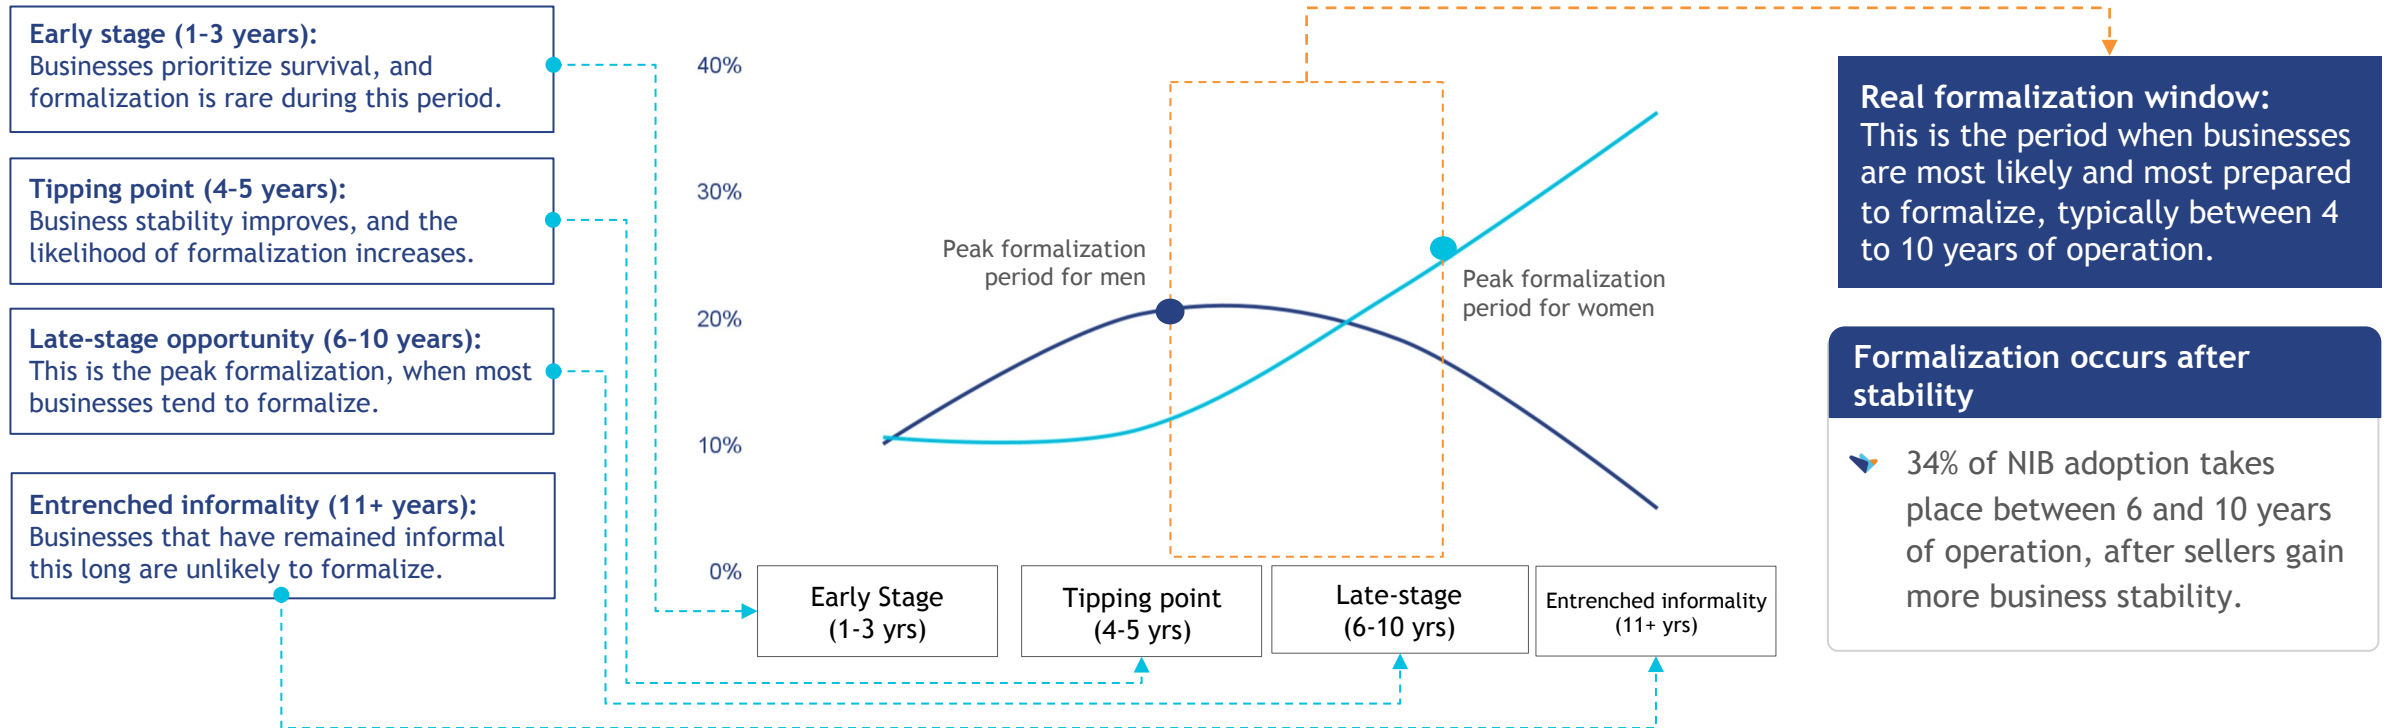 Early stage (1–3 years):
Businesses prioritize survival, and
formalization is rare during this period.
Tipping point (4–5 years):
Business stability improves, and the
likelihood of formalization increases.
Late-stage opportunity (6–10 years):
This is the peak formalization, when most
businesses tend to formalize.
Entrenched informality (11+ years):
Businesses that have remained informal
this long are unlikely to formalize.
40%
30%
20%
10%
0%
Peak formalization
period for men
Peak formalization
period for women
Early Stage
(1-3 yrs)
Tipping point
(4-5 yrs)
Late-stage
(6-10 yrs)
Entrenched informality
(11+ yrs)
Real formalization window:
This is the period when businesses
are most likely and most prepared
to formalize, typically between 4
to 10 years of operation.
Formalization occurs after
stability
34% of NIB adoption takes
place between 6 and 10 years
of operation, after sellers gain
more business stability.